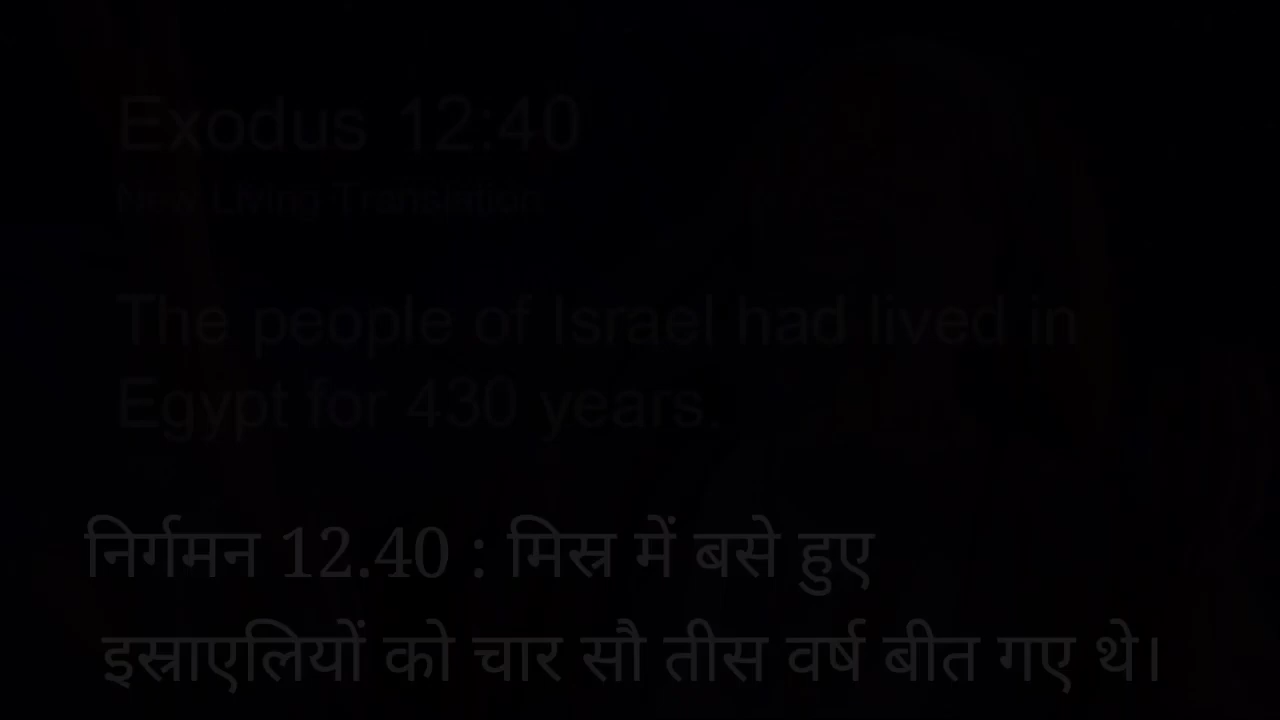 Exodus 12:40
New Living Translation
The people of Israel had lived in
Egypt for 430 years.
निर्गमन 12.40 : मिस्र में बसे हुए
इस्राएलियों को चार सौ तीस वर्ष बीत गए थे।